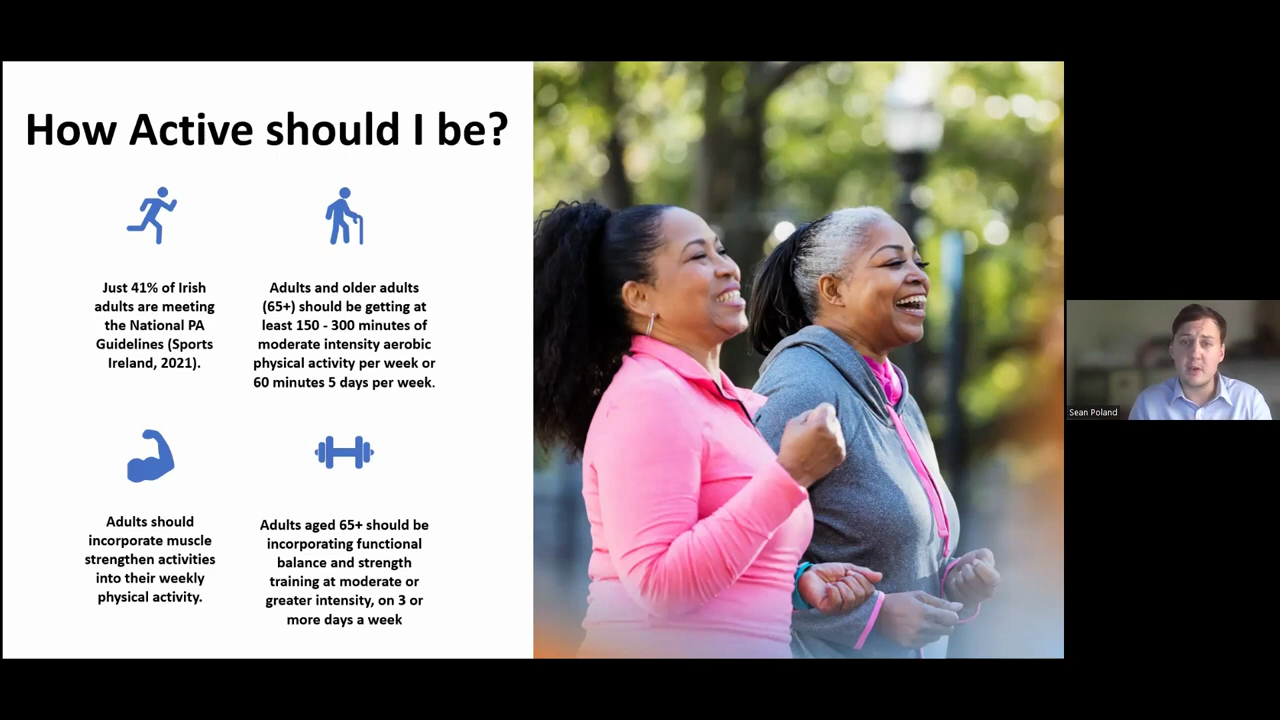 How Active should I be?
Just 41% of Irish
adults are meeting
the National PA
Guidelines (Sports
Ireland, 2021).
Adults and older adults
(65+) should be getting at
least 150 - 300 minutes of
moderate intensity aerobic
physical activity per week or
60 minutes 5 days per week.
Adults should
incorporate muscle
strengthen activities
into their weekly
physical activity.
Adults aged 65+ should be
incorporating functional
balance and strength
training at moderate or
greater intensity, on 3 or
more days a week
Sean Poland